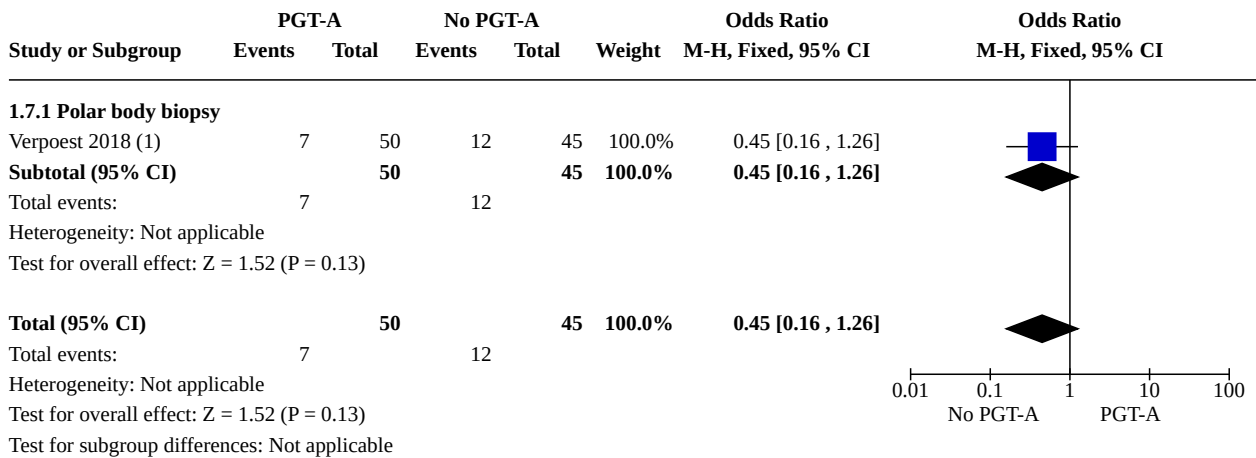 PGT-A No PGT-A Odds Ratio Odds Ratio
Study or Subgroup Events Total Events Total Weight M-H, Fixed, 95% CI M-H, Fixed, 95% CI
1.7.1 Polar body biopsy
Verpoest 2018 (1) 7 50 12 45 100.0% 0.45 [0.16 , 1.26]
Subtotal (95% CI) 50 45 100.0% 0.45 [0.16 , 1.26]
Total events: 7 12
Heterogeneity: Not applicable
Test for overall effect: Z = 1.52 (P = 0.13)
Total (95% CI) 50 45 100.0% 0.45 [0.16 , 1.26]
Total events: 7 12
Heterogeneity: Not applicable
0.01 0.1 1 10 100
Test for overall effect: Z = 1.52 (P = 0.13) No PGT-A PGT-A
Test for subgroup differences: Not applicable